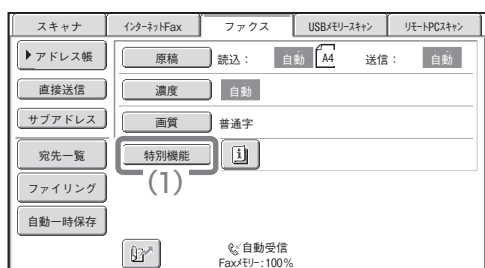 スキャナ インターネットFax ファクス USBメモリースキャン リモートPCスキャン
アドレス帳 原稿 読込： 自動 A4 送信： 自動
直接送信 濃度 自動
サブアドレス 画質 普通字
宛先一覧 特別機能
(1)
ファイリング
自動一時保存
自動受信
Faxメモリー:100%